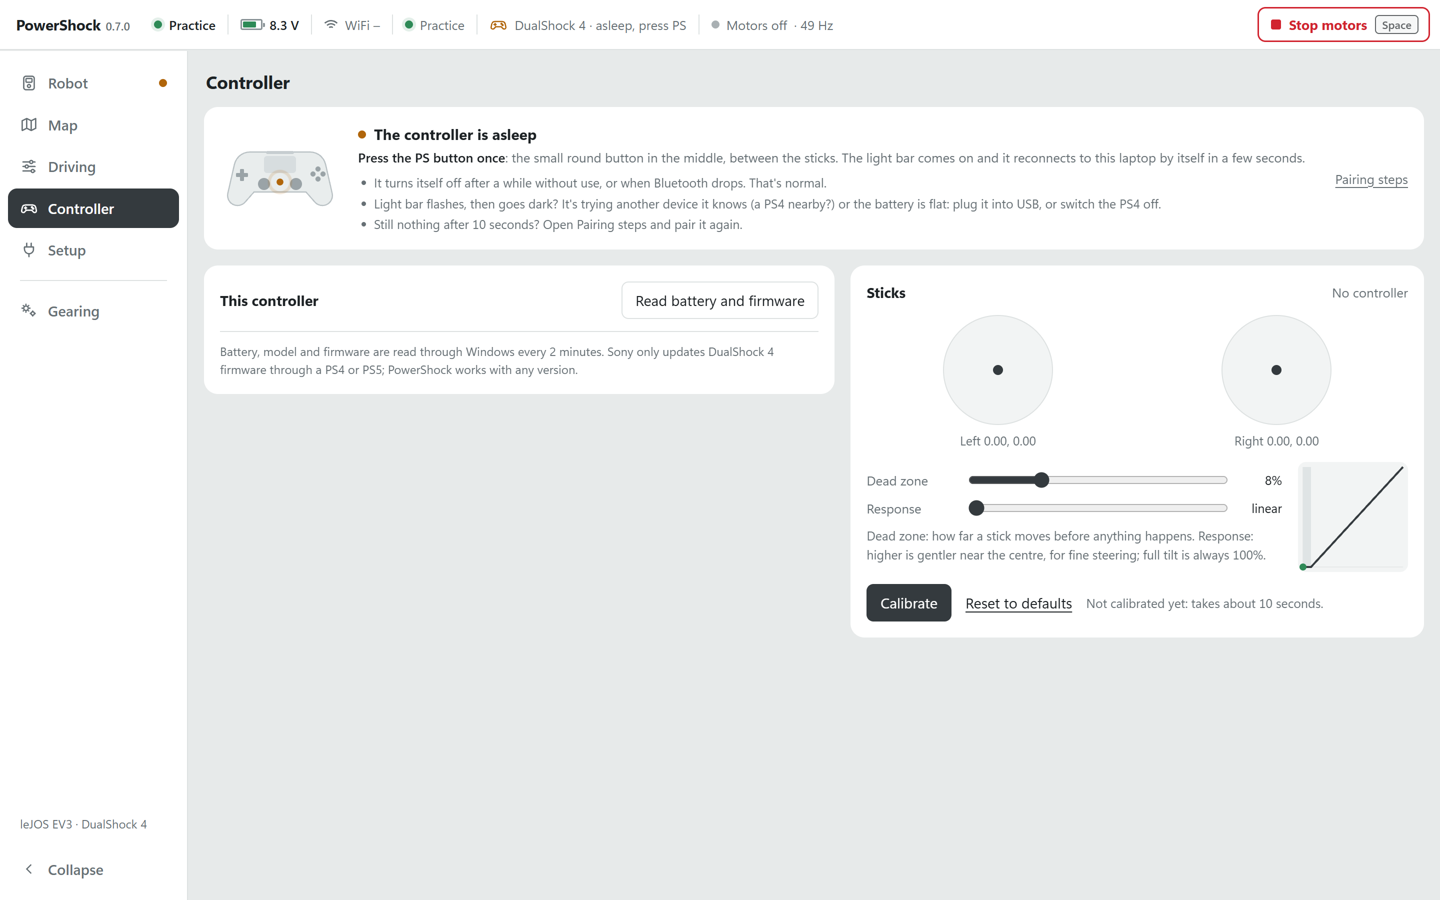 PowerShock 0.7.0 Practice 8.3 V WiFi – Practice DualShock 4 · asleep, press PS Motors off · 49 Hz Stop motors Space
Robot
Map
Driving
Controller
Setup
Gearing
leJOS EV3 · DualShock 4
Collapse
Controller
The controller is asleep
Press the PS button once: the small round button in the middle, between the sticks. The light bar comes on and it reconnects to this laptop by itself in a few seconds.
• It turns itself off after a while without use, or when Bluetooth drops. That's normal.
• Light bar flashes, then goes dark? It's trying another device it knows (a PS4 nearby?) or the battery is flat: plug it into USB, or switch the PS4 off.
• Still nothing after 10 seconds? Open Pairing steps and pair it again.
Pairing steps
This controller
Read battery and firmware
Battery, model and firmware are read through Windows every 2 minutes. Sony only updates DualShock 4
firmware through a PS4 or PS5; PowerShock works with any version.
Sticks
No controller
Left 0.00, 0.00
Right 0.00, 0.00
Dead zone 8%
Response linear
Dead zone: how far a stick moves before anything happens. Response:
higher is gentler near the centre, for fine steering; full tilt is always 100%.
Calibrate Reset to defaults Not calibrated yet: takes about 10 seconds.